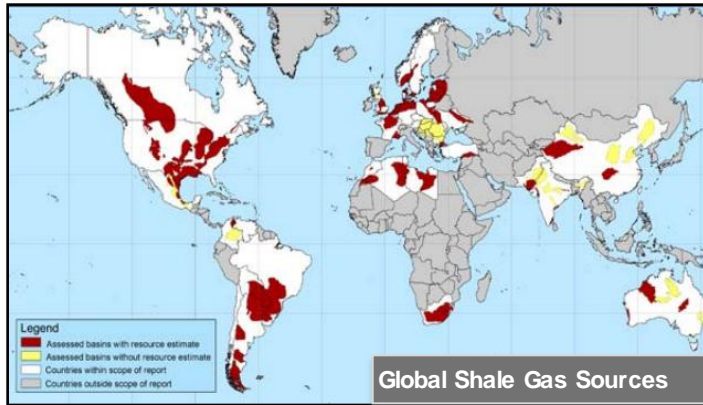 Legend
Assessed basins with resource estimate
Assessed basins without resource estimate
Countries within scope of report
Countries outside scope of report
Global Shale Gas Sources